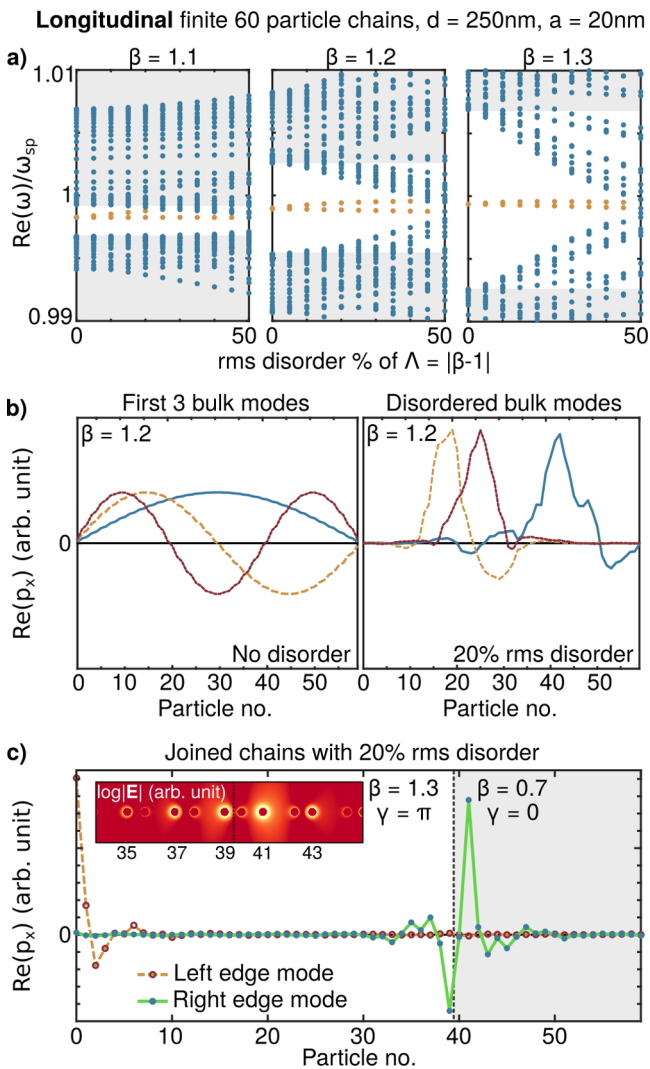 Longitudinal finite 60 particle chains, d = 250nm, a = 20nm
a)
β = 1.1 β = 1.2 β = 1.3
1.01
1
0.99
Re(ω)/ωsp
0 50 0 50 0 50
rms disorder % of Λ = |β-1|
b)
First 3 bulk modes Disordered bulk modes
β = 1.2 β = 1.2
0
Re(pₓ) (arb. unit)
No disorder 20% rms disorder
0 10 20 30 40 50 0 10 20 30 40 50
Particle no. Particle no.
c)
Joined chains with 20% rms disorder
log|E| (arb. unit)
35 37 39 41 43
β = 1.3 β = 0.7
γ = π γ = 0
0
Re(pₓ) (arb. unit)
Left edge mode
Right edge mode
0 10 20 30 40 50
Particle no.